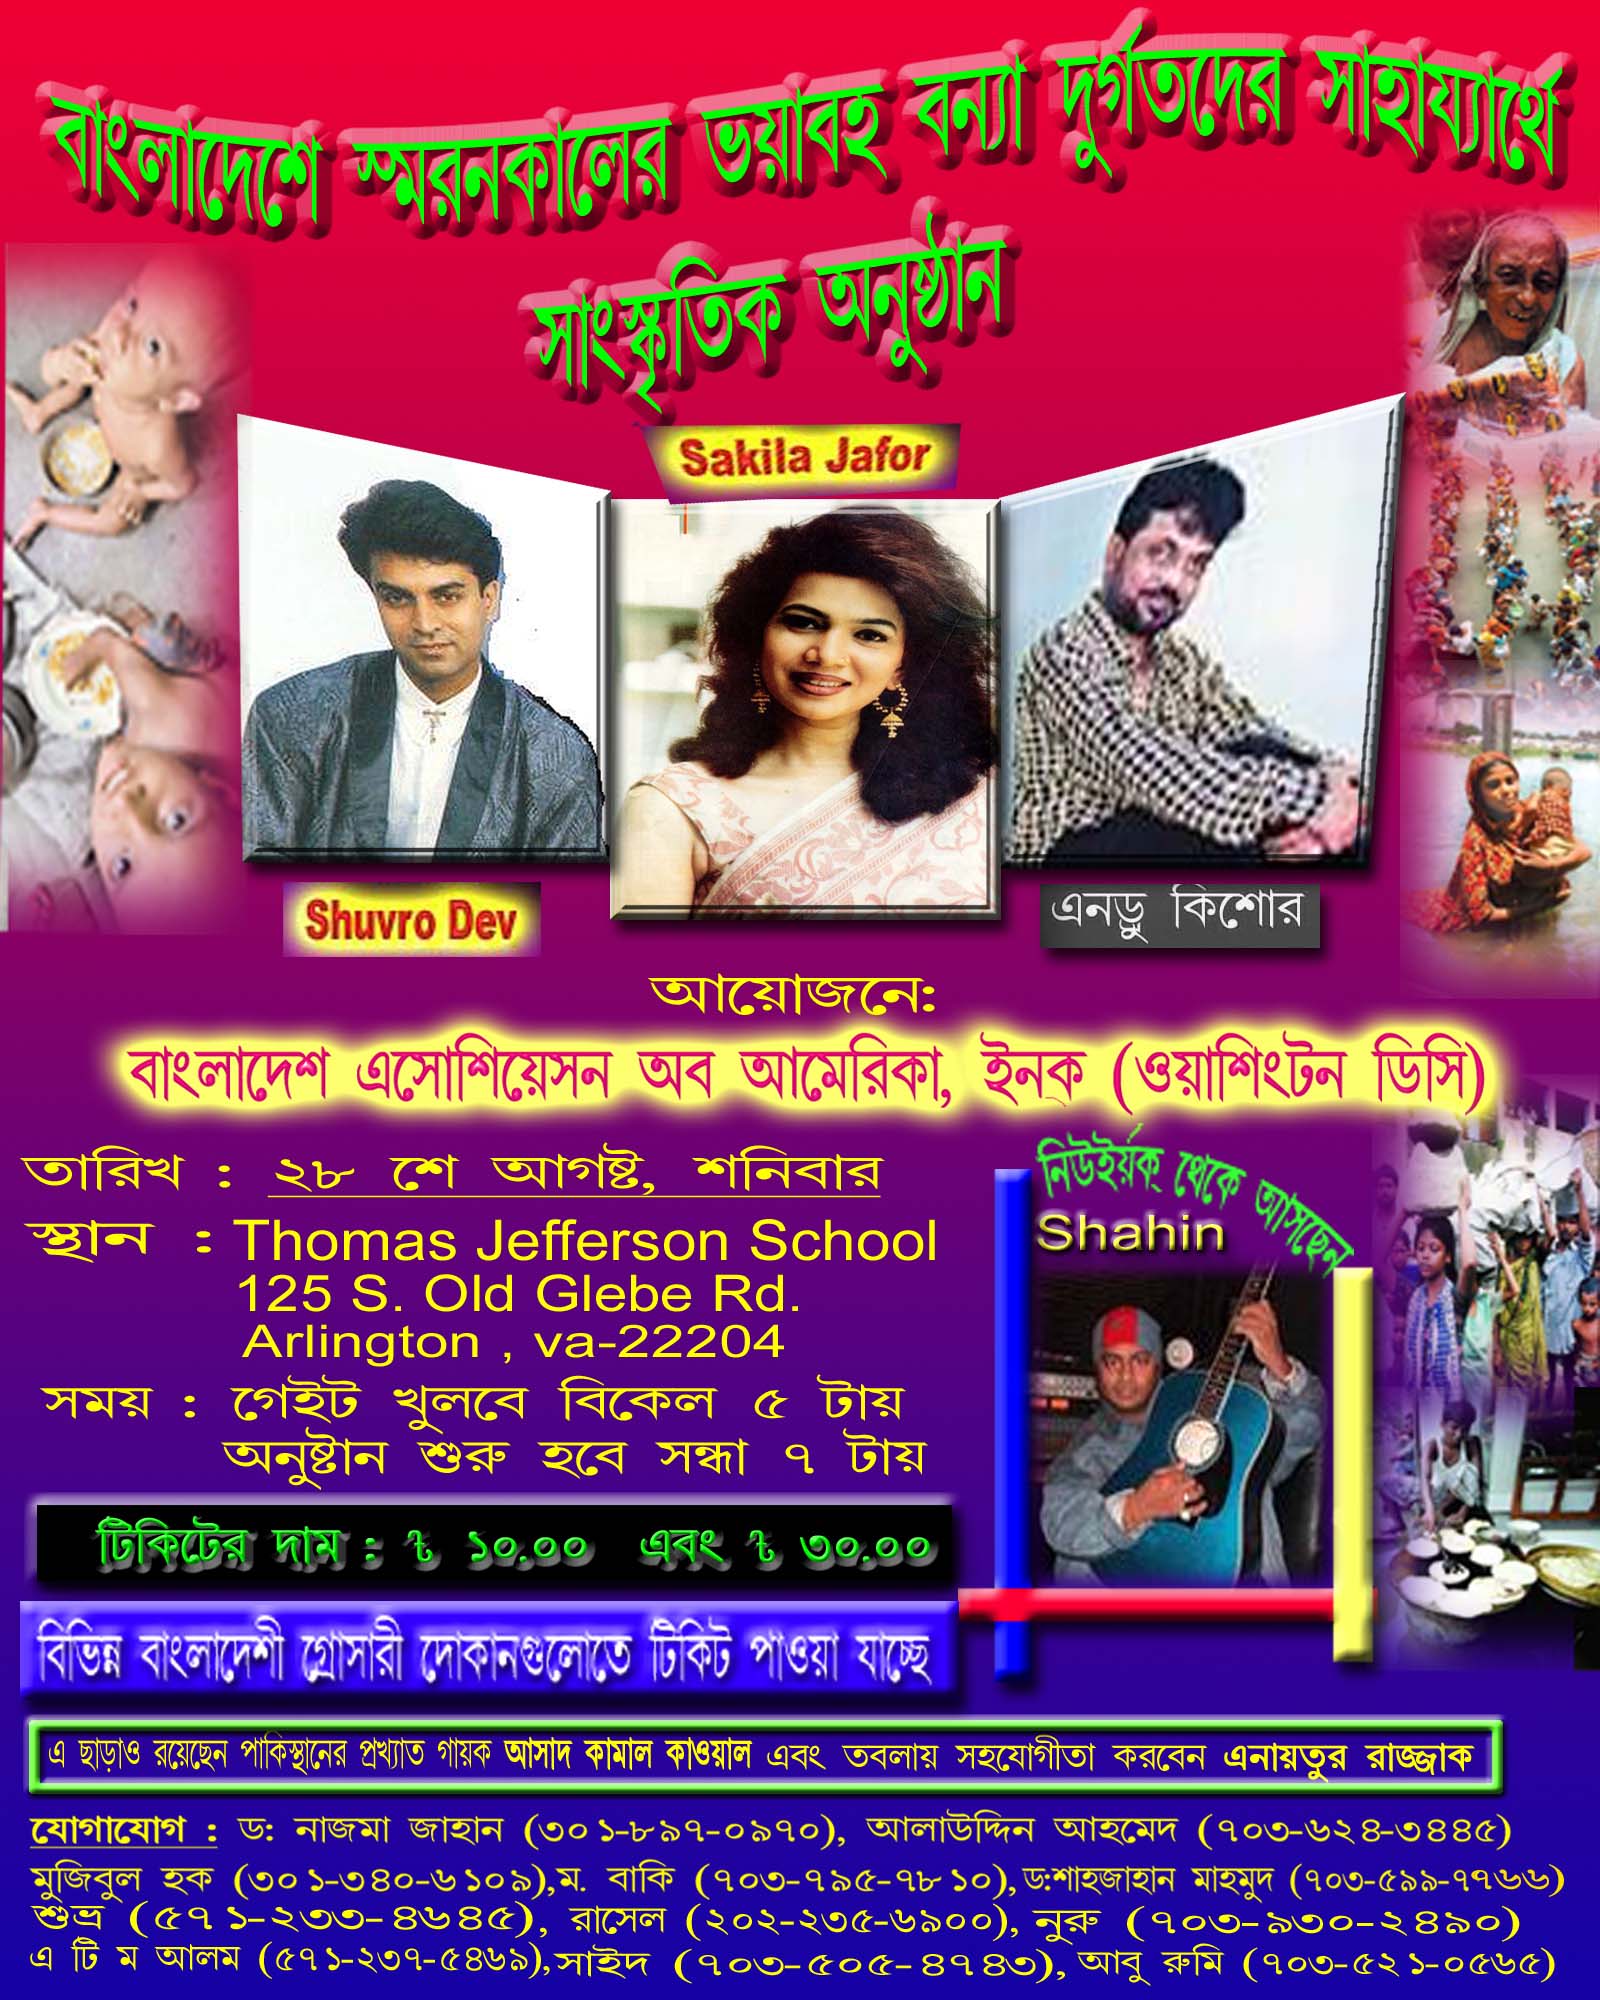 বাংলাদেশে স্মরনকালের ভয়াবহ বন্যা দুর্গতদের সাহায্যার্থে
সাংস্কৃতিক অনুষ্ঠান
Sakila Jafor
Shuvro Dev
এনড্রু কিশোর
আয়োজনে:
বাংলাদেশ এসোশিয়েসন অব আমেরিকা, ইনক্ (ওয়াশিংটন ডিসি)
তারিখ : ২৮ শে আগষ্ট, শনিবার
স্থান : Thomas Jefferson School
125 S. Old Glebe Rd.
Arlington , va-22204
সময় : গেইট খুলবে বিকেল ৫ টায়
অনুষ্টান শুরু হবে সন্ধা ৭ টায়
নিউইর্য়ক্ থেকে আসছেন
Shahin
টিকিটের দাম : ৳ ১০.০০ এবং ৳ ৩০.০০
বিভিন্ন বাংলাদেশী গ্রোসারী দোকানগুলোতে টিকিট পাওয়া যাচ্ছে
এ ছাড়াও রয়েছেন পাকিস্থানের প্রখ্যাত গায়ক আসাদ কামাল কাওয়াল এবং তবলায় সহযোগীতা করবেন এনায়তুর রাজ্জাক
যোগাযোগ : ড: নাজমা জাহান (৩০১-৮৯৭-০৯৭০), আলাউদ্দিন আহমেদ (৭০৩-৬২৪-৩৪৪৫)
মুজিবুল হক (৩০১-৩৪০-৬১০৯),ম. বাকি (৭০৩-৭৯৫-৭৮১০),ড:শাহজাহান মাহমুদ (৭০৩-৫৯৯-৭৭৬৬)
শুভ্র (৫৭১-২৩৩-৪৬৪৫), রাসেল (২০২-২৩৫-৬৯০০), নুরু (৭০৩-৯৩০-২৪৯০)
এ টি ম আলম (৫৭১-২৩৭-৫৪৬৯),সাইদ (৭০৩-৫০৫-৪৭৪৩), আবু রুমি (৭০৩-৫২১-০৫৬৫)